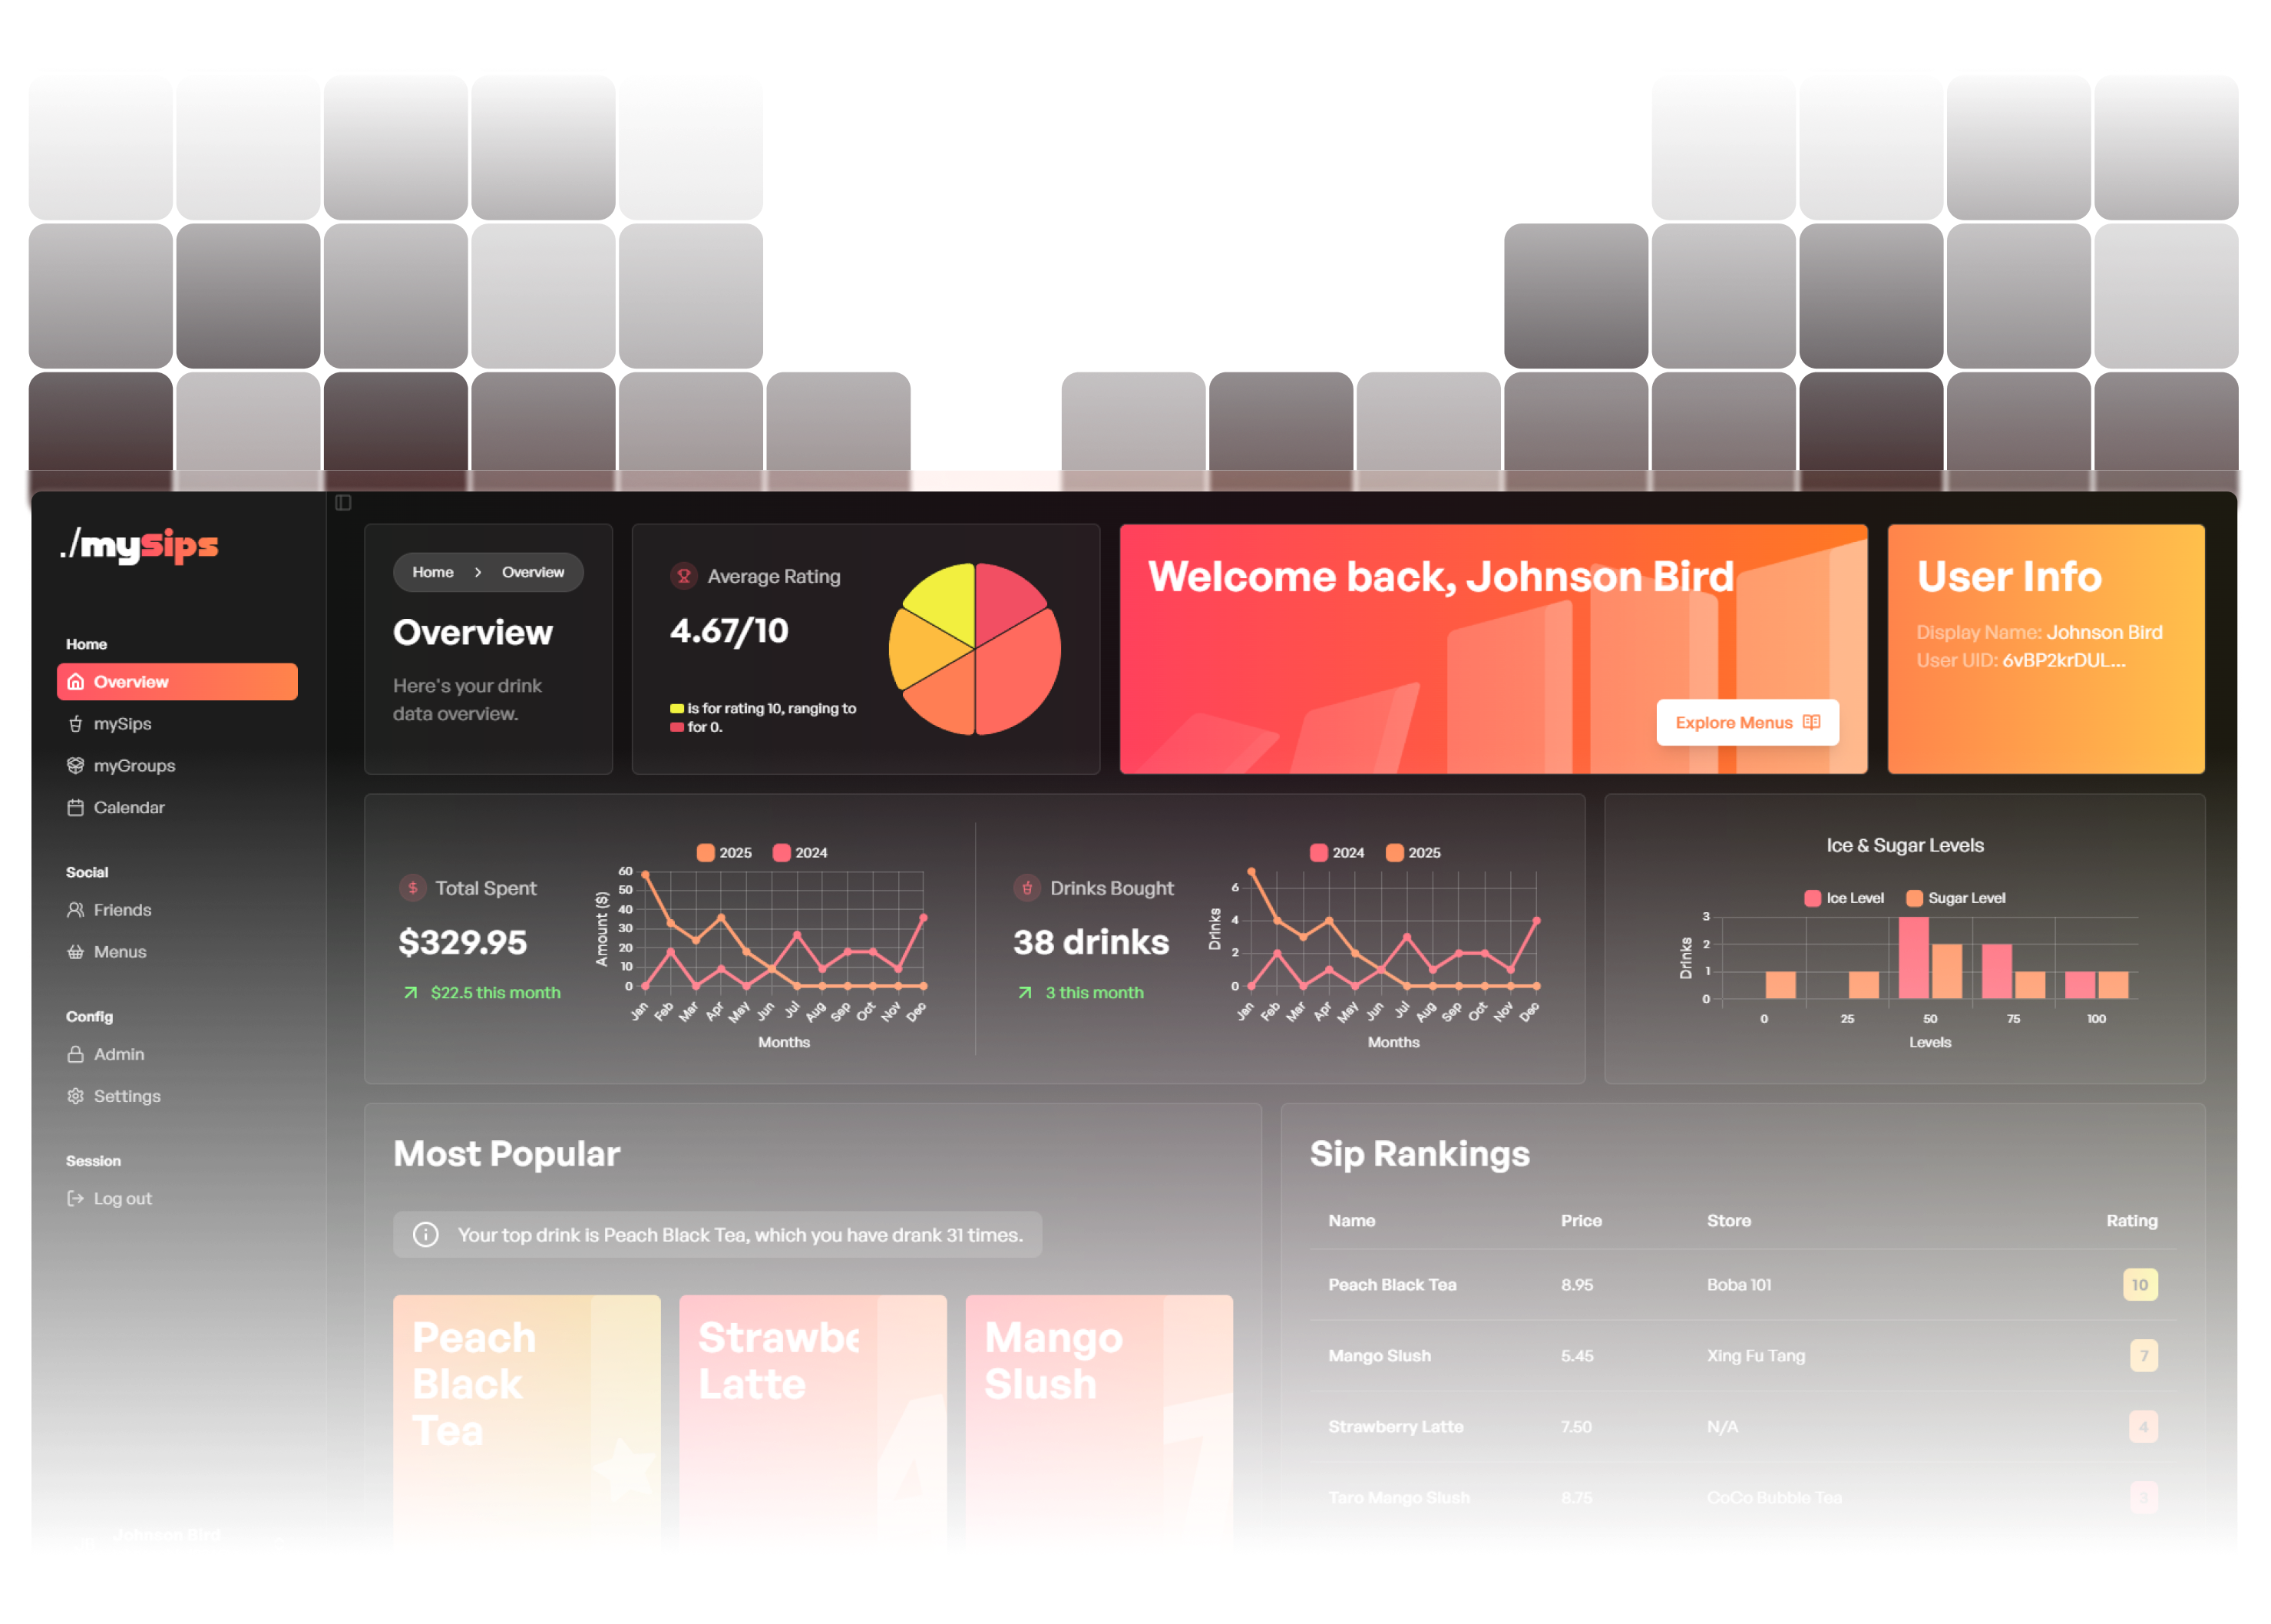 ./mySips
Home
Overview
mySips
myGroups
Calendar
Social
Friends
Menus
Config
Admin
Settings
Session
Log out
Johnson Bird
Home > Overview
Overview
Here's your drink
data overview.
Average Rating
4.67/10
is for rating 10, ranging to
for 0.
Welcome back, Johnson Bird
Explore Menus
User Info
Display Name: Johnson Bird
User UID: 6vBP2krDUL...
Total Spent
$329.95
$22.5 this month
2025 2024
Amount ($)
60
50
40
30
20
10
0
Jan Feb Mar Apr May Jun Jul Aug Sep Oct Nov Dec
Months
Drinks Bought
38 drinks
3 this month
2024 2025
Drinks
6
4
2
0
Jan Feb Mar Apr May Jun Jul Aug Sep Oct Nov Dec
Months
Ice & Sugar Levels
Ice Level Sugar Level
Drinks
3
2
1
0
0 25 50 75 100
Levels
Most Popular
Your top drink is Peach Black Tea, which you have drank 31 times.
Peach
Black
Tea
Strawbe
Latte
4
Mango
Slush
7
Sip Rankings
Name Price Store Rating
Peach Black Tea 8.95 Boba 101 10
Mango Slush 5.45 Xing Fu Tang 7
Strawberry Latte 7.50 N/A 4
Taro Mango Slush 8.75 CoCo Bubble Tea 3